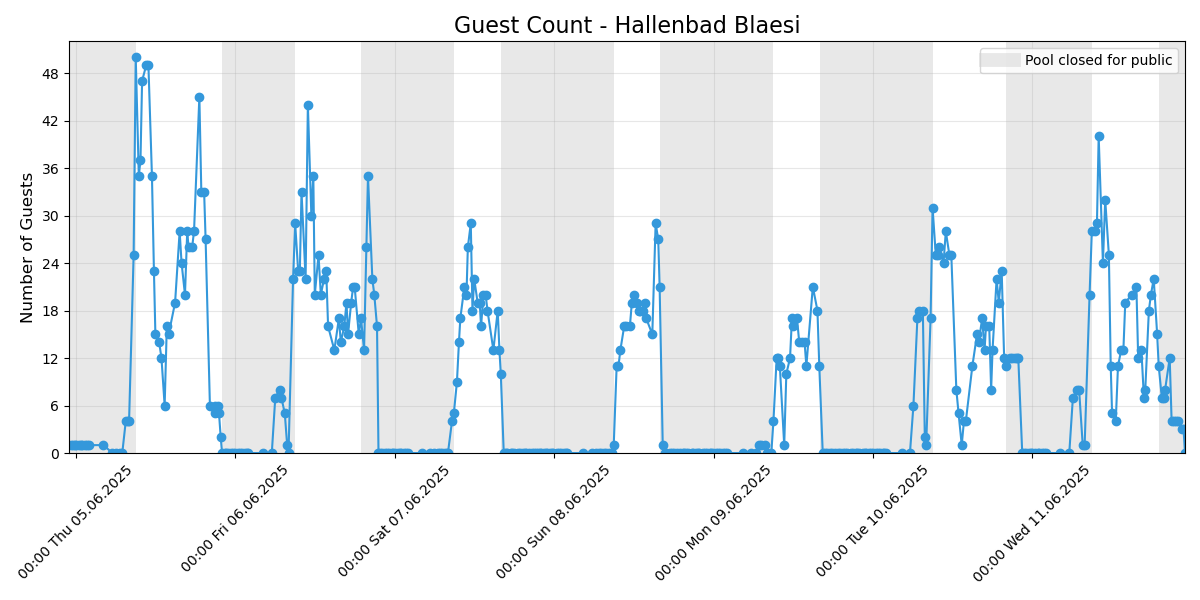 Guest Count - Hallenbad Blaesi
Pool closed for public
Number of Guests
48
42
36
30
24
18
12
6
0
00:00 Thu 05.06.2025
00:00 Fri 06.06.2025
00:00 Sat 07.06.2025
00:00 Sun 08.06.2025
00:00 Mon 09.06.2025
00:00 Tue 10.06.2025
00:00 Wed 11.06.2025